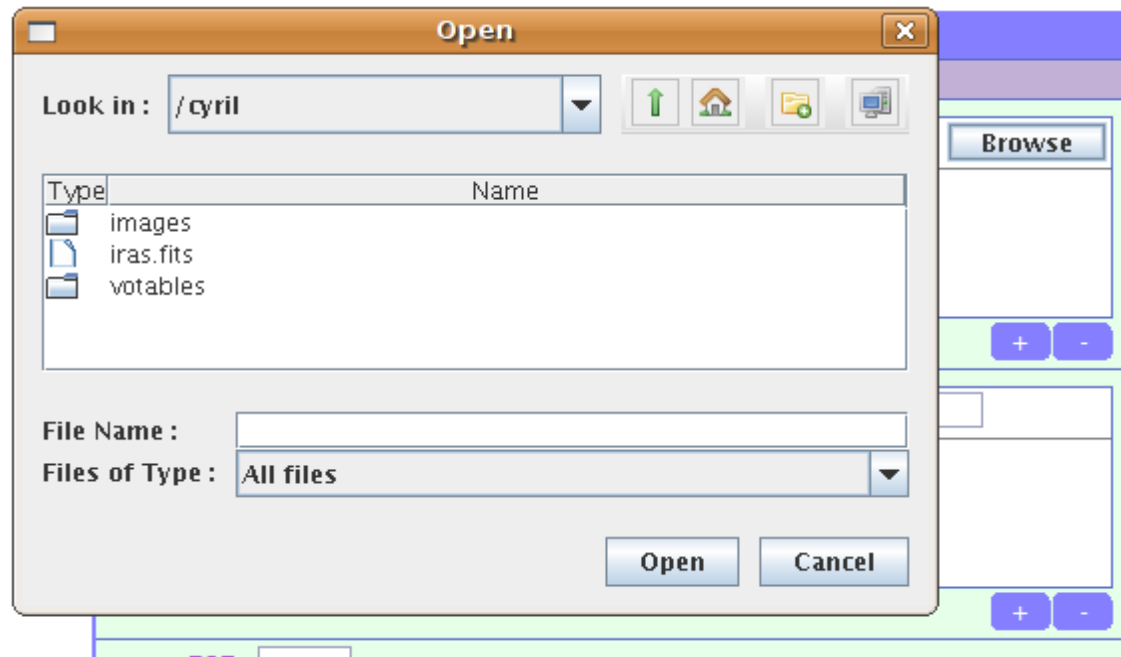 Open
Look in : /cyril
Browse
Type Name
images
iras.fits
votables
+ -
File Name :
Files of Type : All files
Open Cancel
+ -